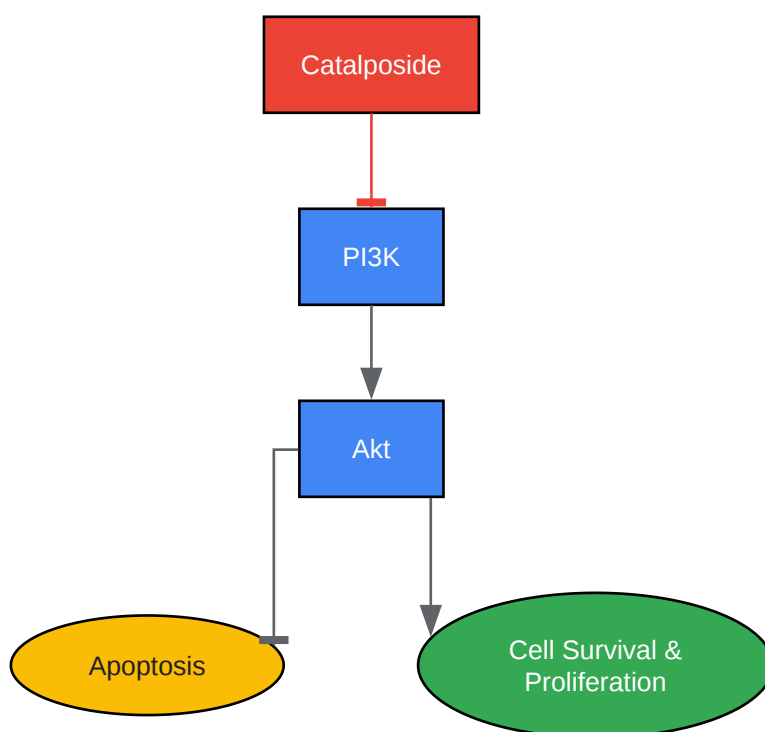 Catalposide
PI3K
Akt
Apoptosis
Cell Survival &
Proliferation